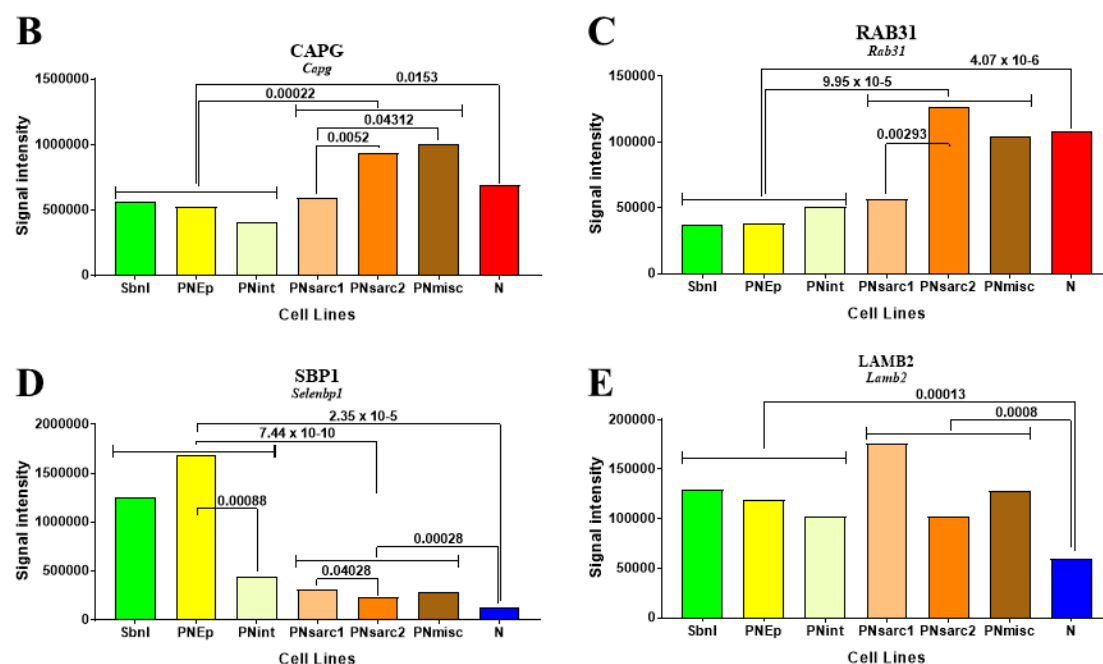 B
CAPG
Capg
Signal intensity
1500000
1000000
500000
0
0.0153
0.00022
0.04312
0.0052
Sbnl PNEp PNint PNsarc1 PNsarc2 PNmisc N
Cell Lines
C
RAB31
Rab31
Signal intensity
150000
100000
50000
0
4.07 x 10-6
9.95 x 10-5
0.00293
Sbnl PNEp PNint PNsarc1 PNsarc2 PNmisc N
Cell Lines
D
SBP1
Selenbp1
Signal intensity
2000000
1500000
1000000
500000
0
2.35 x 10-5
7.44 x 10-10
0.00088
0.00028
0.04028
Sbnl PNEp PNint PNsarc1 PNsarc2 PNmisc N
Cell Lines
E
LAMB2
Lamb2
Signal intensity
200000
150000
100000
50000
0
0.00013
0.0008
Sbnl PNEp PNint PNsarc1 PNsarc2 PNmisc N
Cell Lines